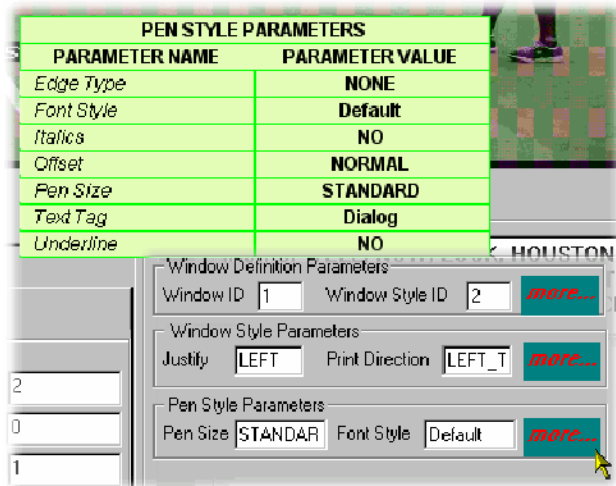 PEN STYLE PARAMETERS
PARAMETER NAME PARAMETER VALUE
Edge Type NONE
Font Style Default
Italics NO
Offset NORMAL
Pen Size STANDARD
Text Tag Dialog
Underline NO
HOUSTON
Window Definition Parameters
Window ID 1 Window Style ID 2 more...
Window Style Parameters
Justify LEFT Print Direction LEFT_T more...
2
Pen Style Parameters
0
Pen Size STANDAR Font Style Default more...
1